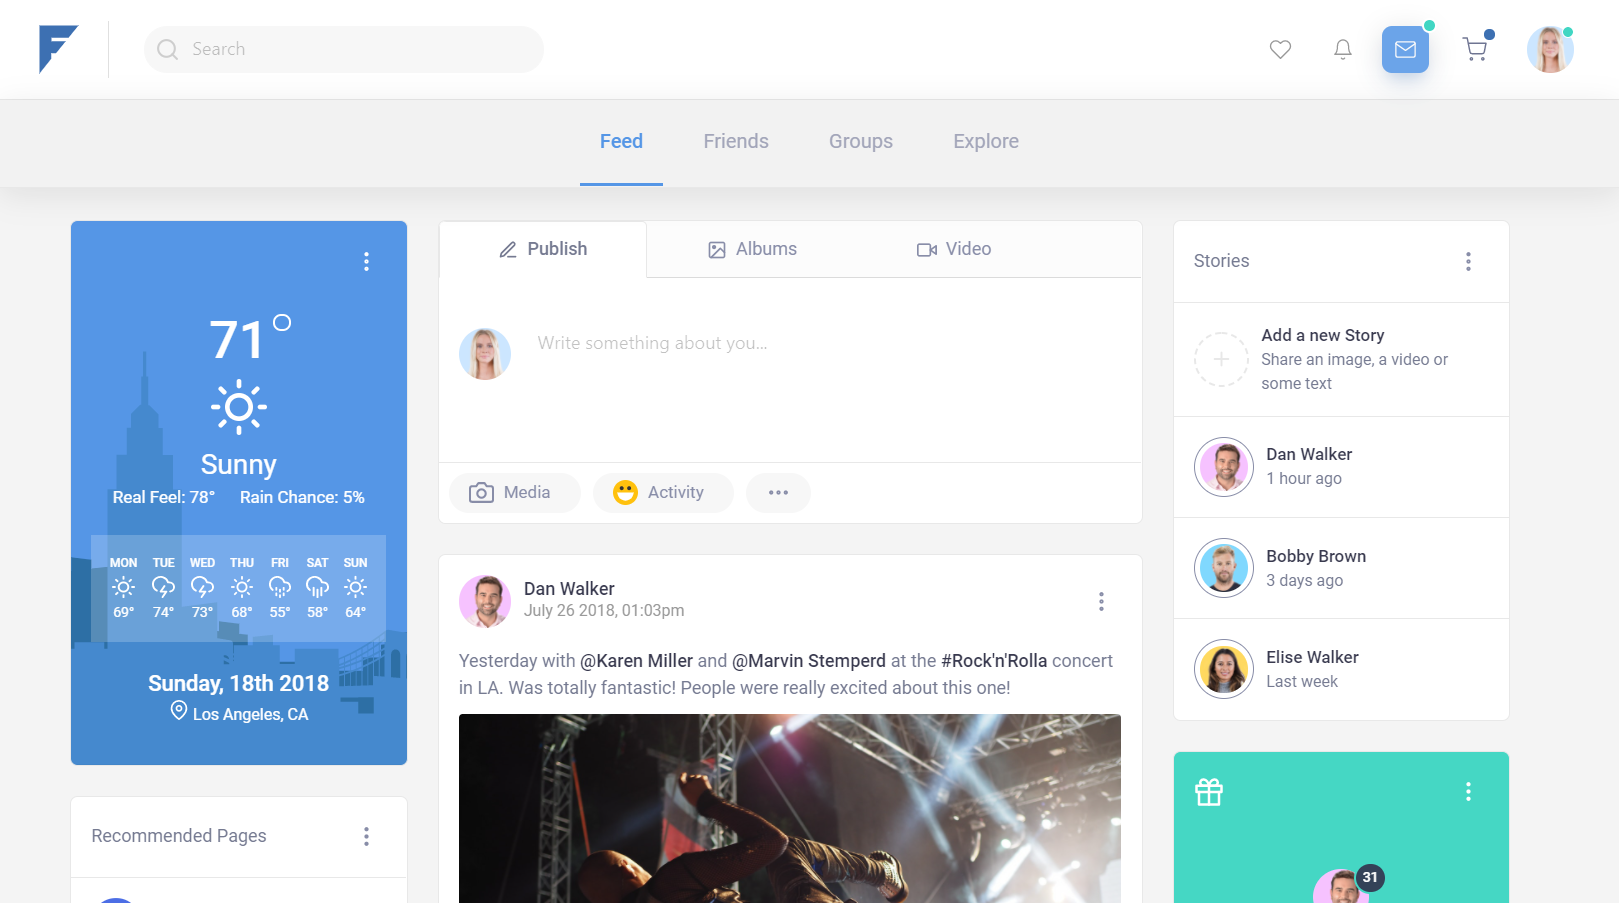 Search
Feed
Friends
Groups
Explore
71°
Sunny
Real Feel: 78° Rain Chance: 5%
MON TUE WED THU FRI SAT SUN
69° 74° 73° 68° 55° 58° 64°
Sunday, 18th 2018
Los Angeles, CA
Recommended Pages
Publish
Albums
Video
Write something about you...
Media
Activity
Dan Walker
July 26 2018, 01:03pm
Yesterday with @Karen Miller and @Marvin Stemperd at the #Rock'n'Rolla concert
in LA. Was totally fantastic! People were really excited about this one!
Stories
Add a new Story
Share an image, a video or
some text
Dan Walker
1 hour ago
Bobby Brown
3 days ago
Elise Walker
Last week
31